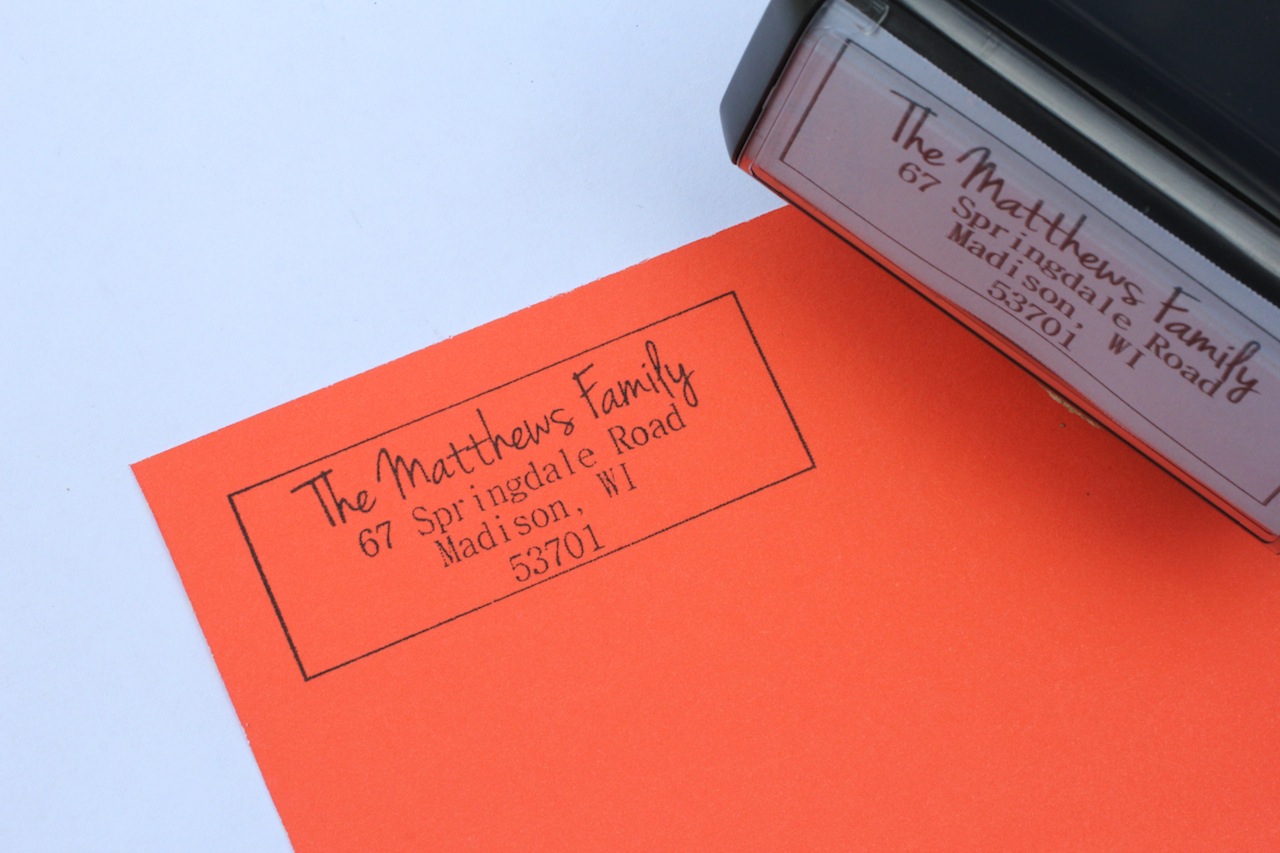 The Matthews Family
67 Springdale Road
Madison, WI
53701
The Matthews Family
67 Springdale Road
Madison, WI
53701